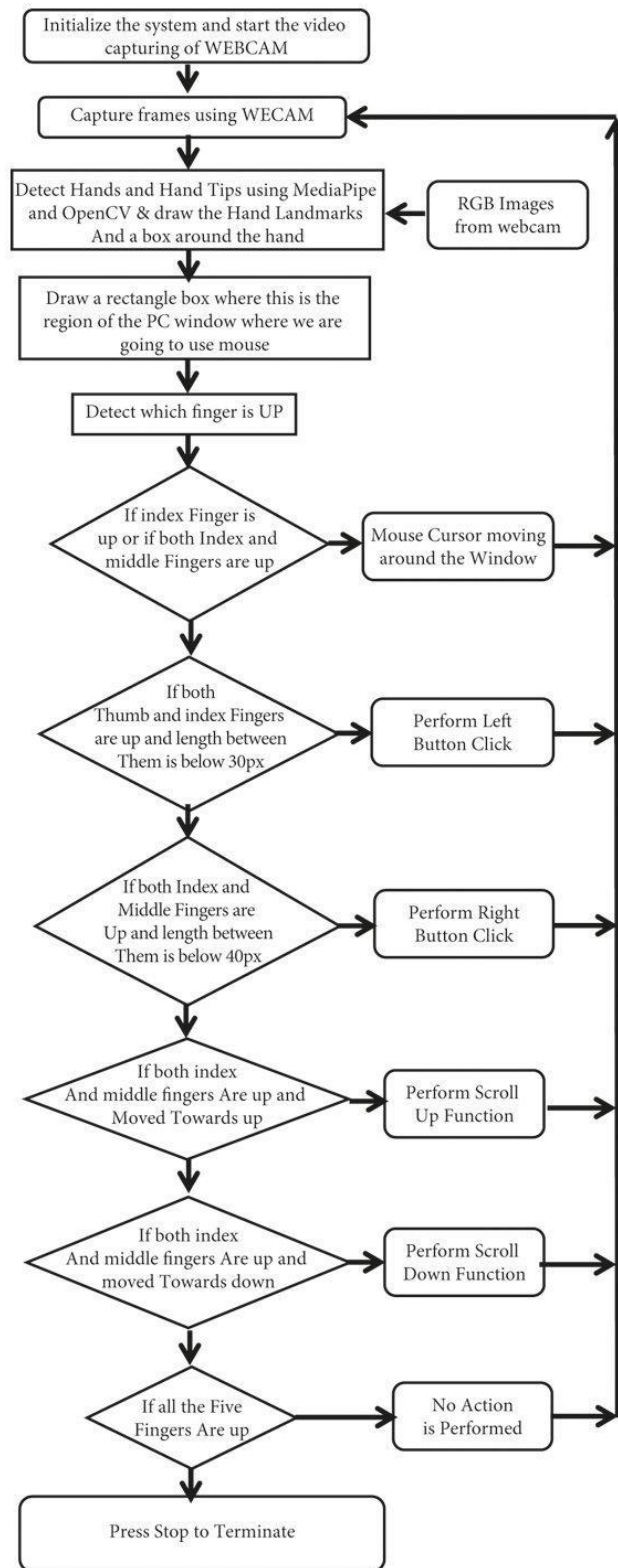 Initialize the system and start the video
capturing of WEBCAM
Capture frames using WECAM
Detect Hands and Hand Tips using MediaPipe
and OpenCV & draw the Hand Landmarks
And a box around the hand
RGB Images
from webcam
Draw a rectangle box where this is the
region of the PC window where we are
going to use mouse
Detect which finger is UP
If index Finger is
up or if both Index and
middle Fingers are up
Mouse Cursor moving
around the Window
If both
Thumb and index Fingers
are up and length between
Them is below 30px
Perform Left
Button Click
If both Index and
Middle Fingers are
Up and length between
Them is below 40px
Perform Right
Button Click
If both index
And middle fingers Are up and
Moved Towards up
Perform Scroll
Up Function
If both index
And middle fingers Are up and
moved Towards down
Perform Scroll
Down Function
If all the Five
Fingers Are up
No Action
is Performed
Press Stop to Terminate